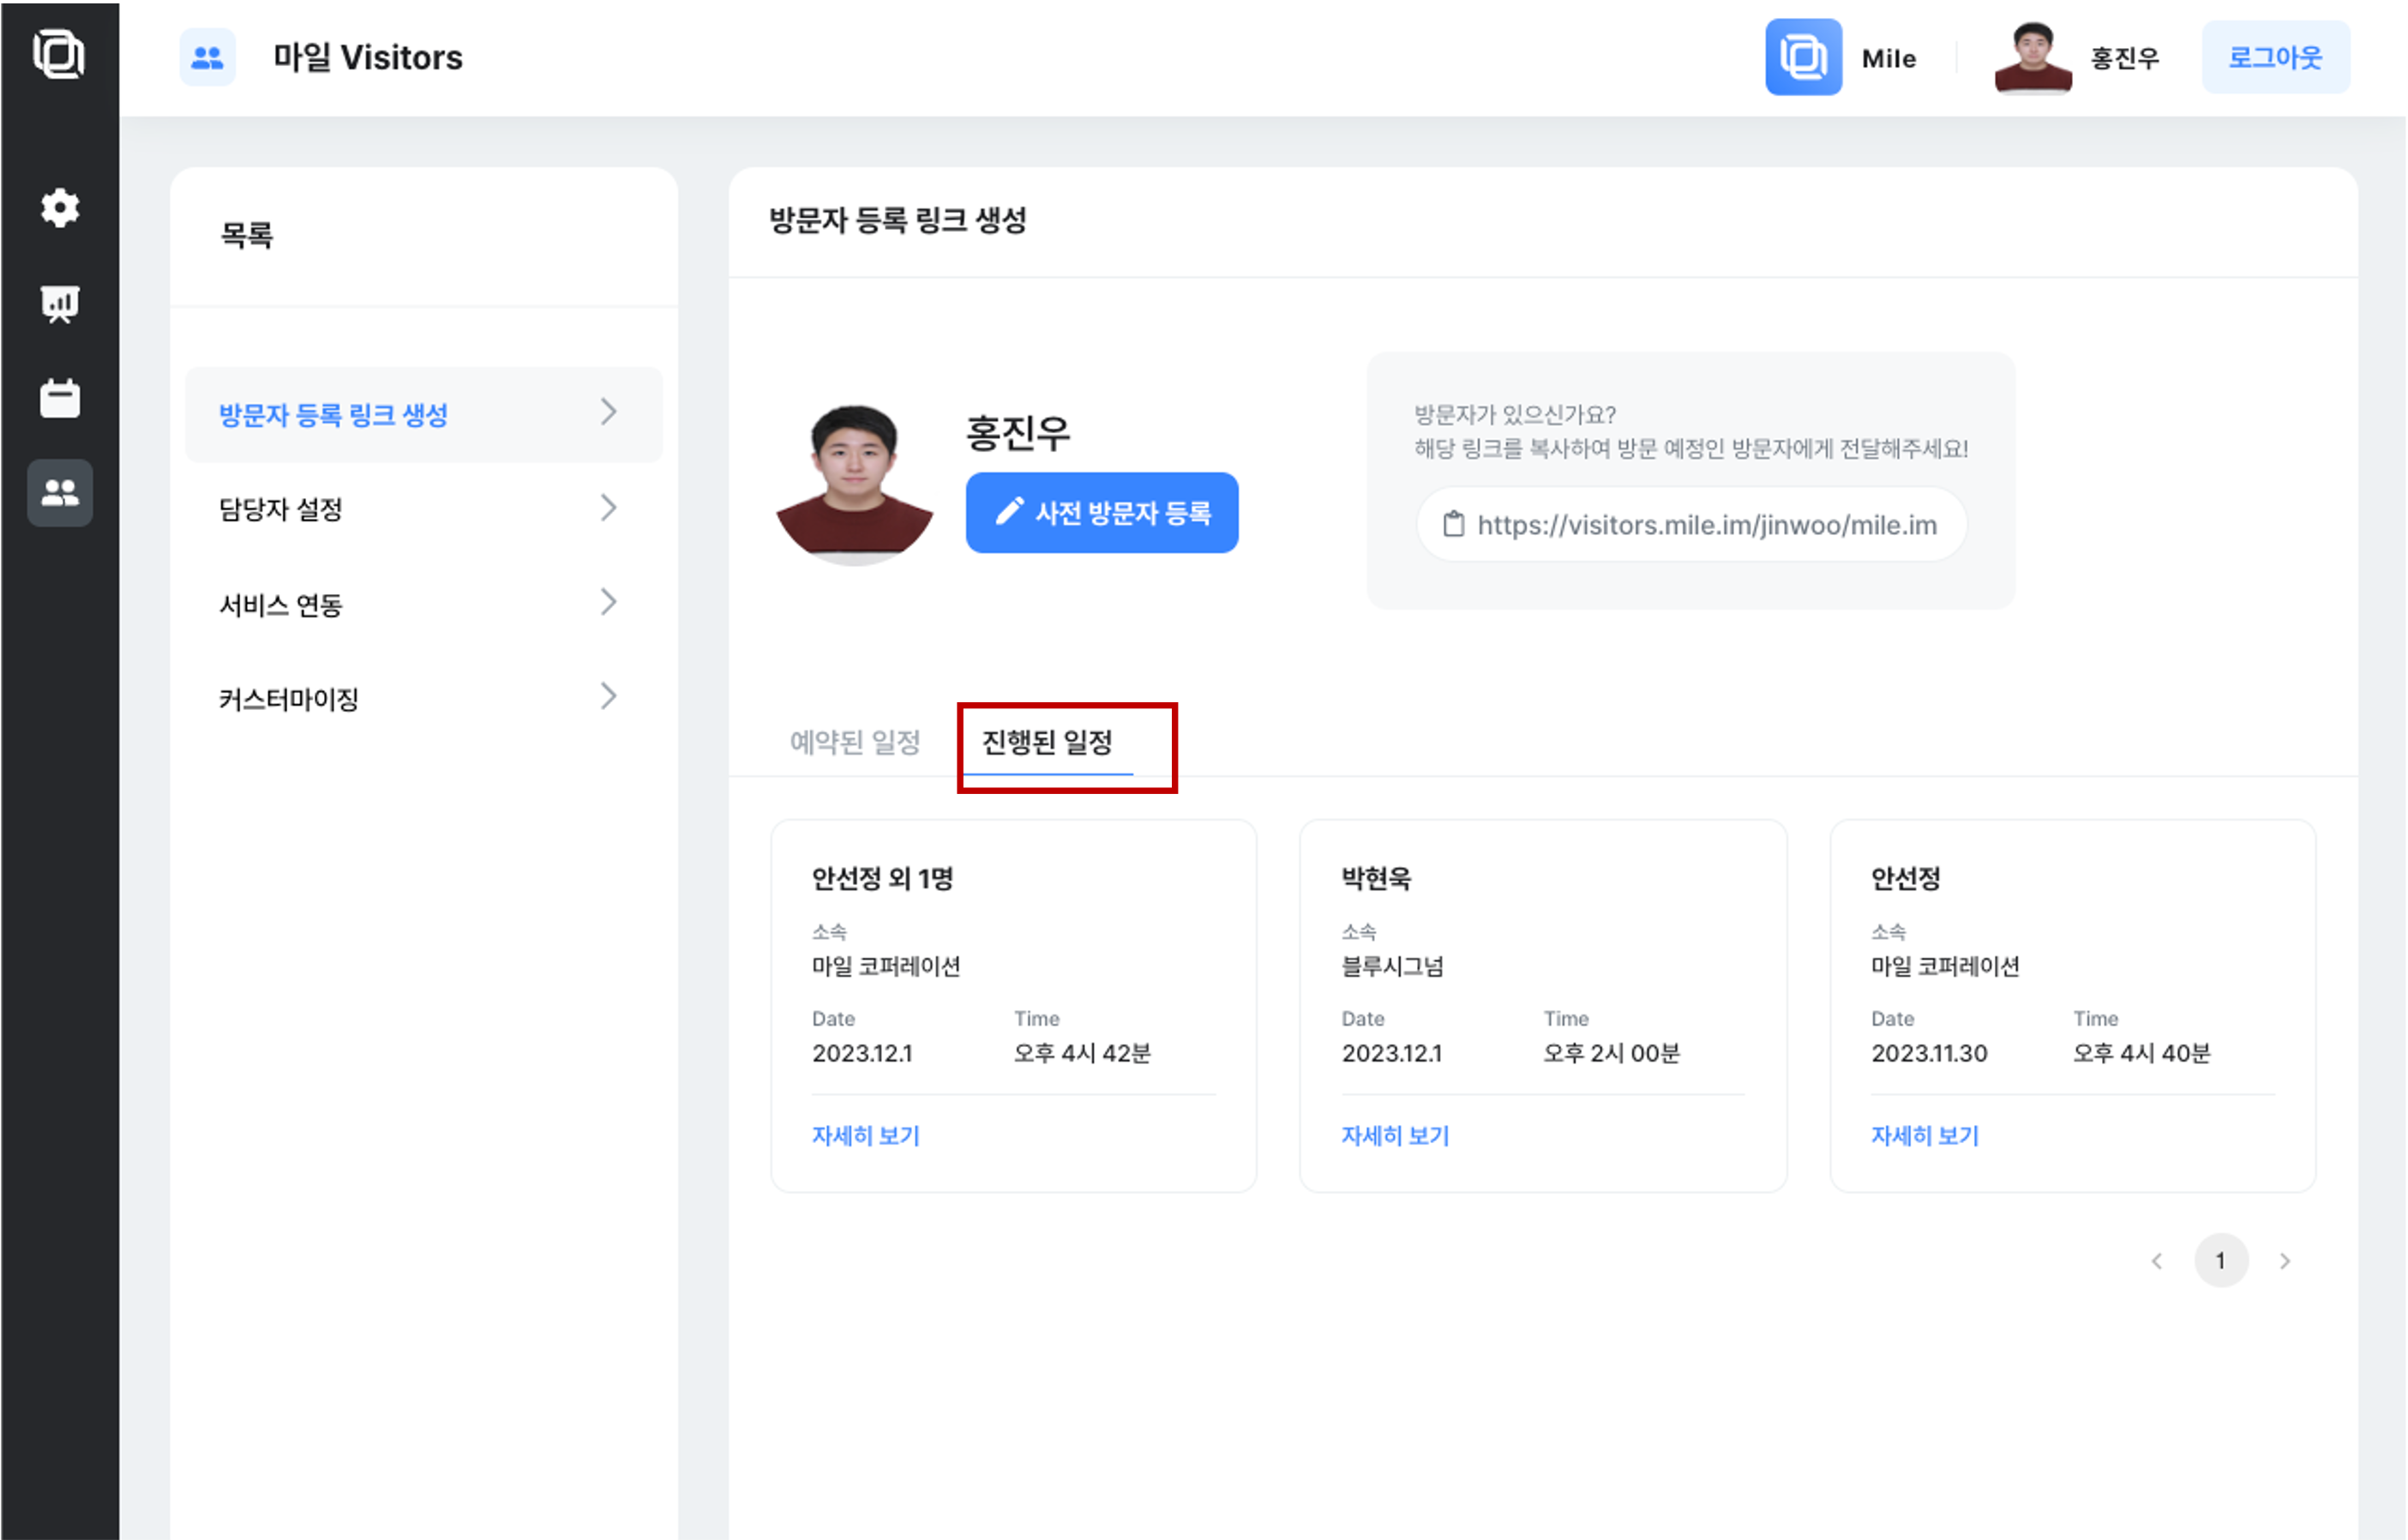 마일 Visitors
Mile
홍진우
로그아웃
목록
방문자 등록 링크 생성
담당자 설정
서비스 연동
커스터마이징
방문자 등록 링크 생성
홍진우
사전 방문자 등록
방문자가 있으신가요?
해당 링크를 복사하여 방문 예정인 방문자에게 전달해주세요!
https://visitors.mile.im/jinwoo/mile.im
예약된 일정
진행된 일정
안선정 외 1명
소속
마일 코퍼레이션
Date Time
2023.12.1 오후 4시 42분
자세히 보기
박현욱
소속
블루시그넘
Date Time
2023.12.1 오후 2시 00분
자세히 보기
안선정
소속
마일 코퍼레이션
Date Time
2023.11.30 오후 4시 40분
자세히 보기
1